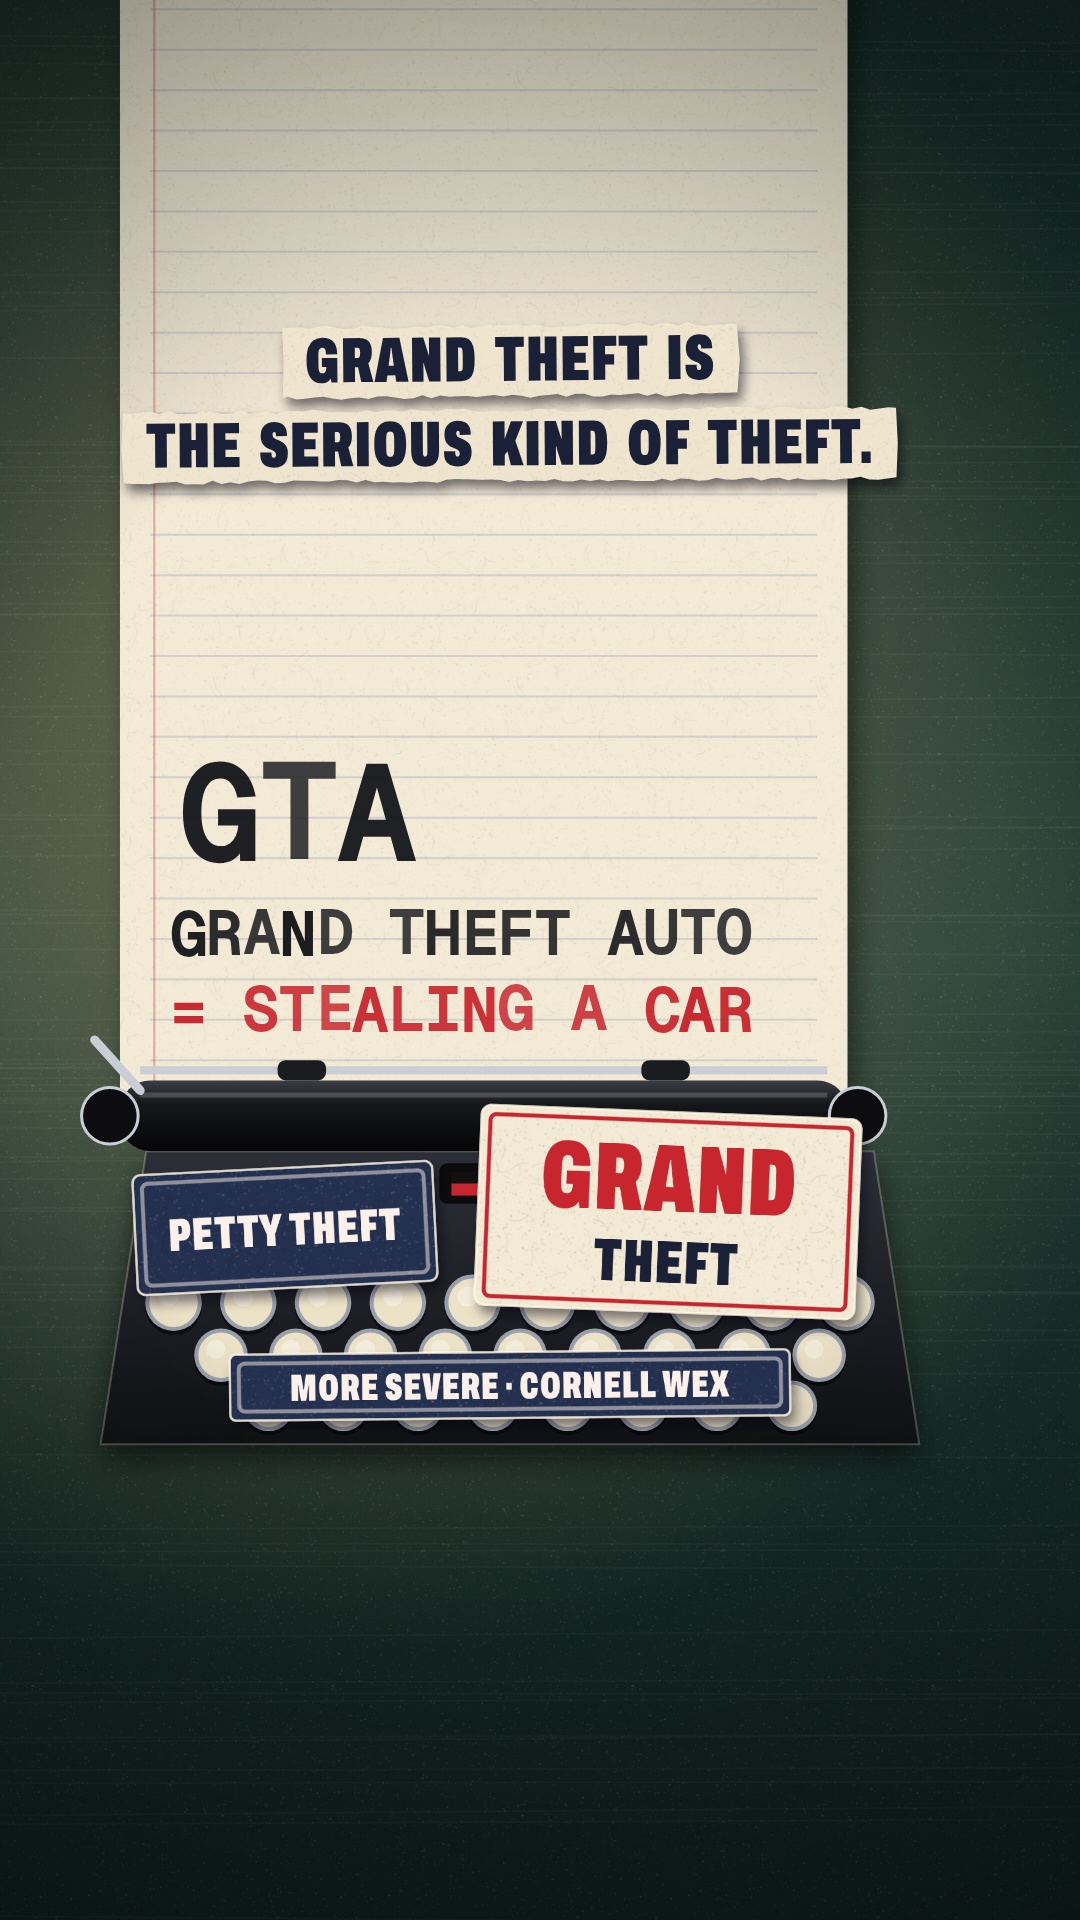 GRAND THEFT IS
THE SERIOUS KIND OF THEFT.
GTA
GRAND THEFT AUTO
= STEALING A CAR
PETTY THEFT
GRAND
THEFT
MORE SEVERE · CORNELL WEX